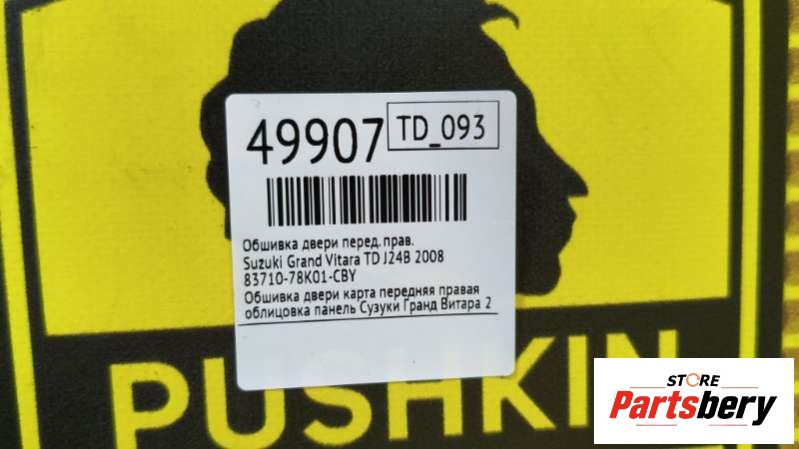 49907 TD_093
Обшивка двери перед. прав.
Suzuki Grand Vitara TD J24B 2008
83710-78K01-CBY
Обшивка двери карта передняя правая
облицовка панель Сузуки Гранд Витара 2
PUSHKIN
STORE
Partsbery